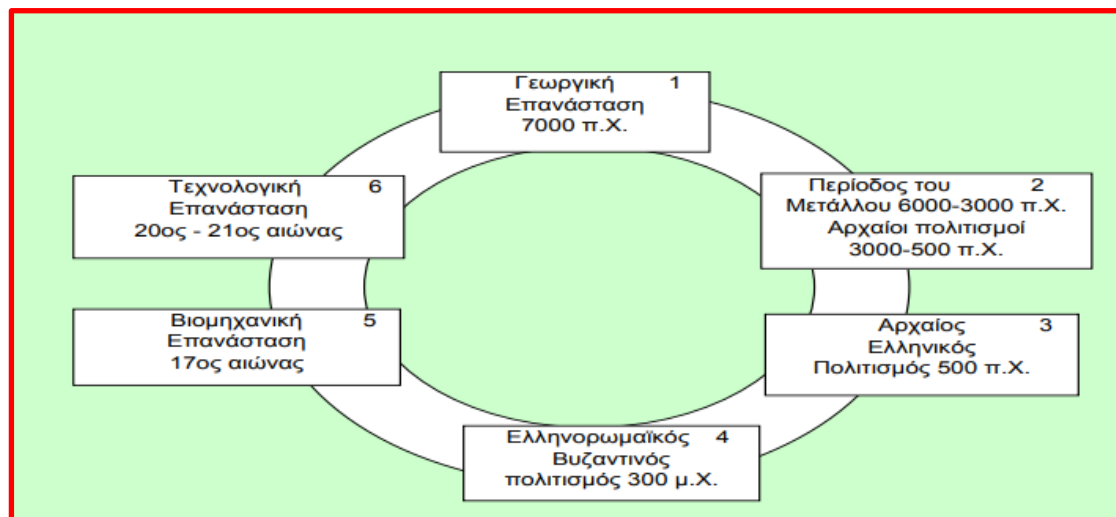 Γεωργική 1
Επανάσταση
7000 π.Χ.
Περίοδος του 2
Μετάλλου 6000-3000 π.Χ.
Αρχαίοι πολιτισμοί
3000-500 π.Χ.
Αρχαίος 3
Ελληνικός
Πολιτισμός 500 π.Χ.
Ελληνορωμαϊκός 4
Βυζαντινός
πολιτισμός 300 μ.Χ.
Βιομηχανική 5
Επανάσταση
17ος αιώνας
Τεχνολογική 6
Επανάσταση
20ος - 21ος αιώνας